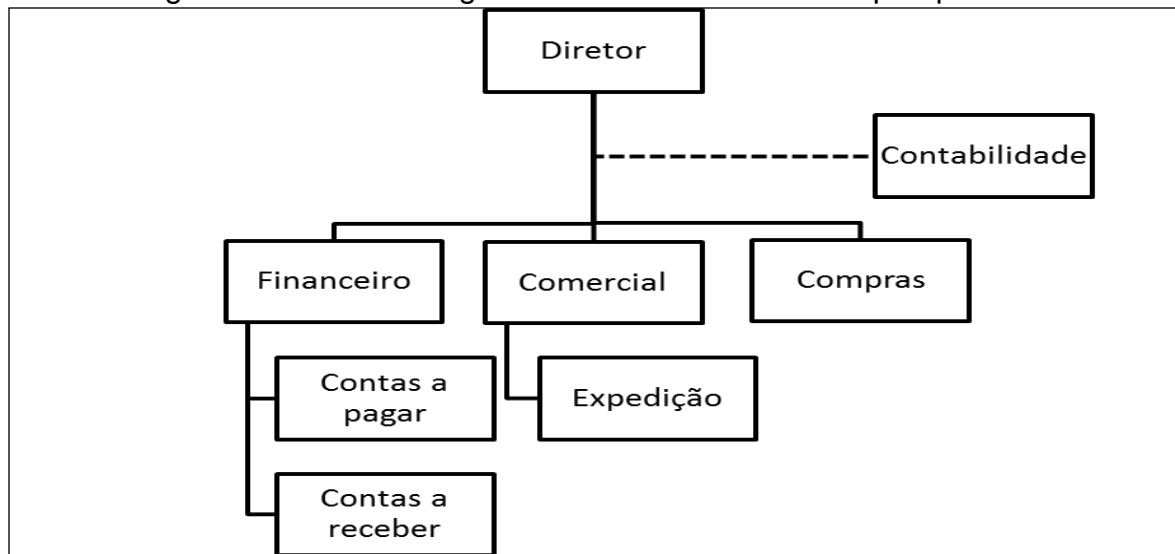 Diretor
Contabilidade
Financeiro
Comercial
Compras
Contas a
pagar
Expedição
Contas a
receber